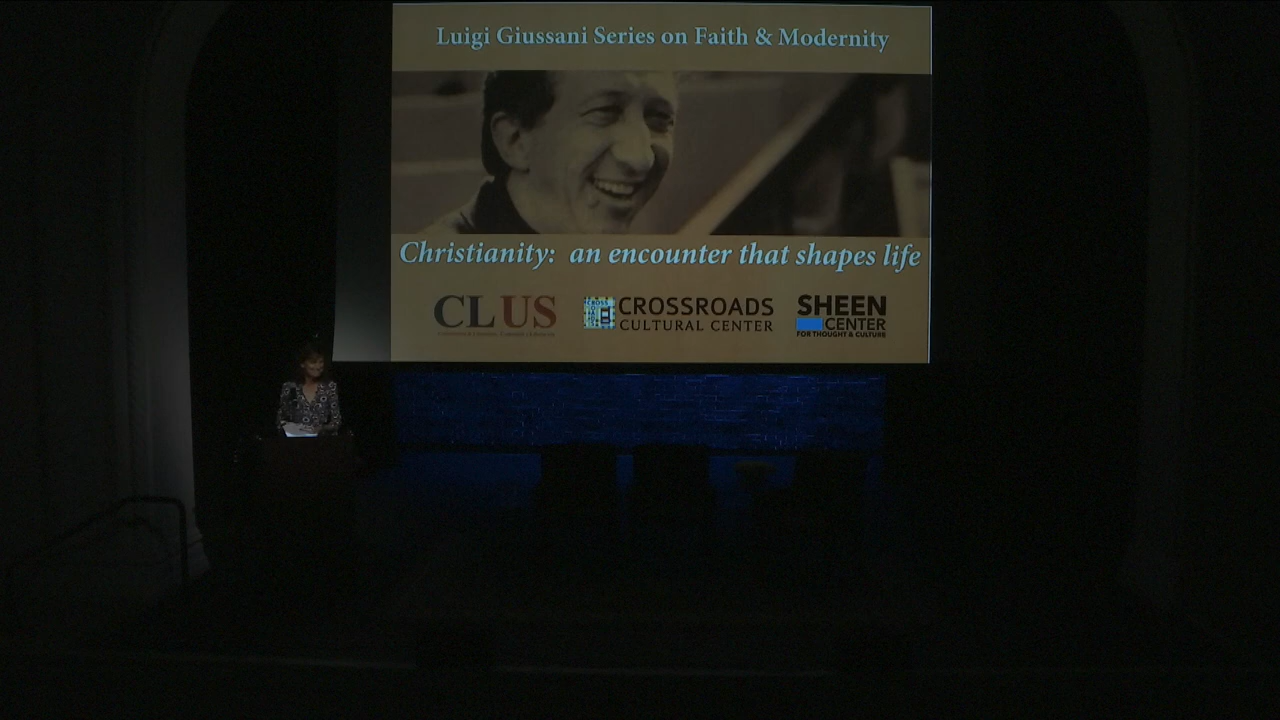 Luigi Giussani Series on Faith & Modernity
Christianity: an encounter that shapes life
CLUS
CROSS
CROSSROADS
CULTURAL CENTER
SHEEN
CENTER
FOR THOUGHT & CULTURE